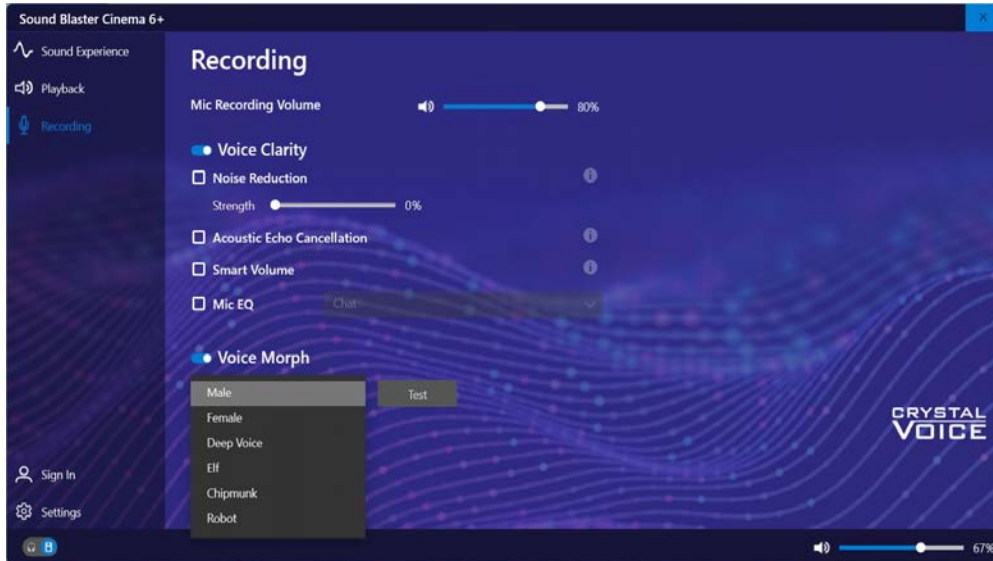 Sound Blaster Cinema 6+
Sound Experience
Playback
Recording
Sign In
Settings
Recording
Mic Recording Volume 80%
Voice Clarity
Noise Reduction
Strength 0%
Acoustic Echo Cancellation
Smart Volume
Mic EQ Chat
Voice Morph
Male Test
Female
Deep Voice
Elf
Chipmunk
Robot
CRYSTAL
VOICE
67%